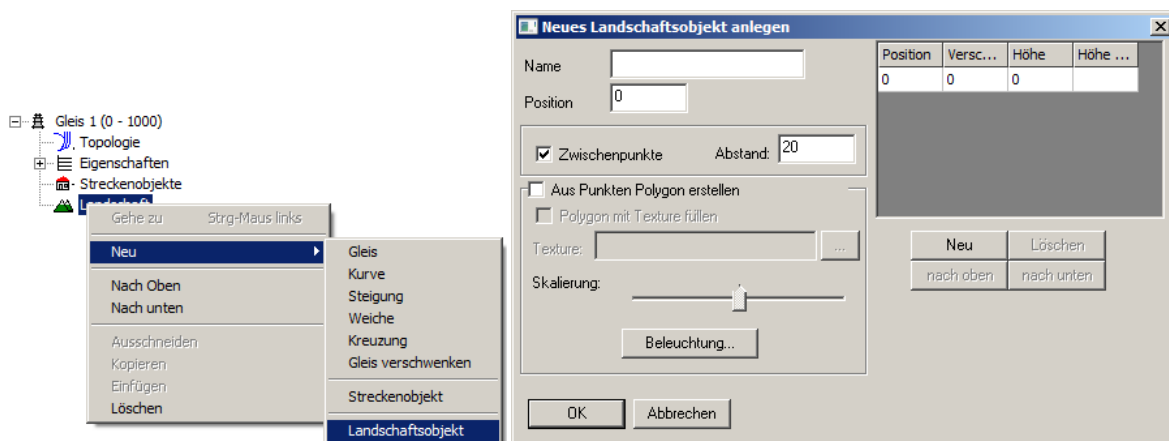 Gleis 1 (0 - 1000)
Topologie
Eigenschaften
Streckenobjekte
Landschaft
Gehe zu Strg-Maus links
Neu
Nach Oben
Nach unten
Ausschneiden
Kopieren
Einfügen
Löschen
Gleis
Kurve
Steigung
Weiche
Kreuzung
Gleis verschwenken
Streckenobjekt
Landschaftsobjekt
Neues Landschaftsobjekt anlegen
Name
Position 0
Zwischenpunkte Abstand: 20
Aus Punkten Polygon erstellen
Polygon mit Texture füllen
Texture: ...
Skalierung:
Beleuchtung...
OK Abbrechen
Position Versc... Höhe Höhe ...
0 0 0
Neu Löschen
nach oben nach unten